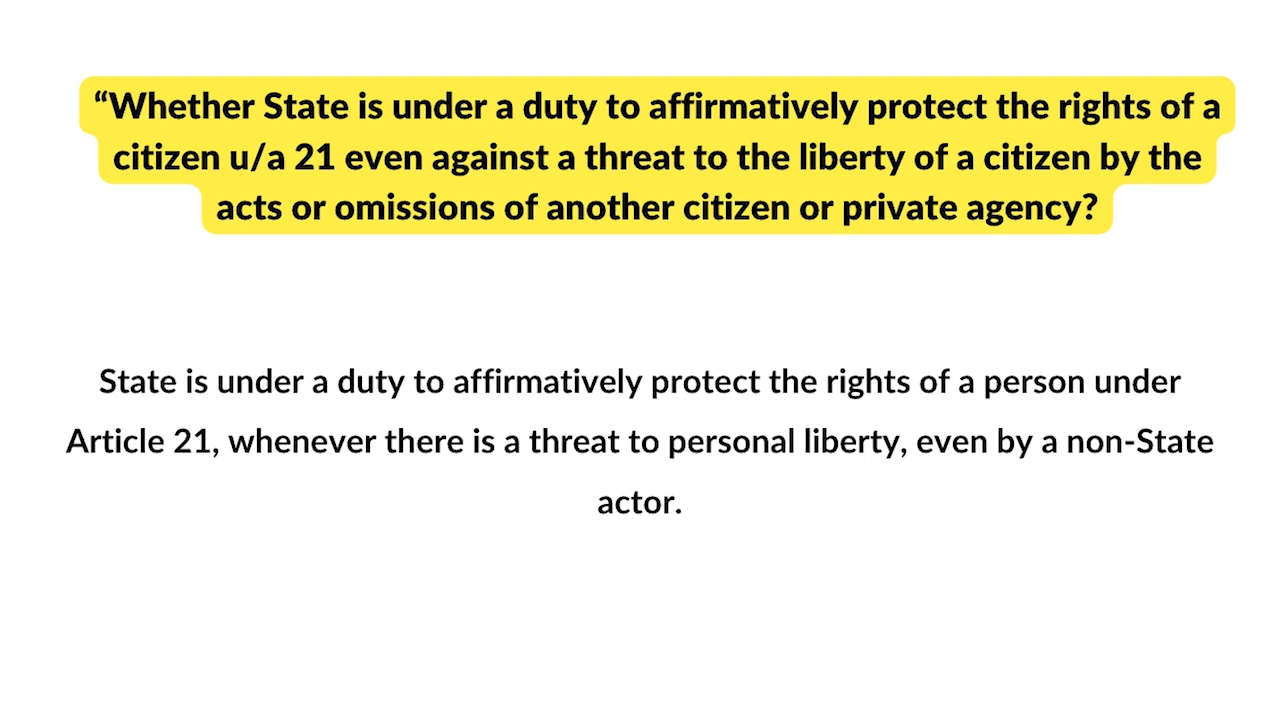 “Whether State is under a duty to affirmatively protect the rights of a
citizen u/a 21 even against a threat to the liberty of a citizen by the
acts or omissions of another citizen or private agency?
State is under a duty to affirmatively protect the rights of a person under
Article 21, whenever there is a threat to personal liberty, even by a non-State
actor.